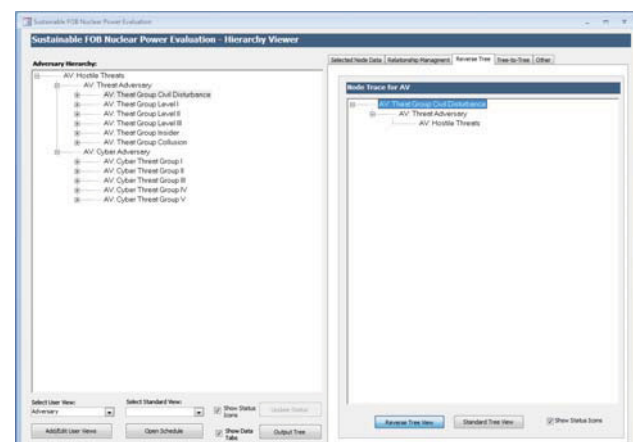 Sustainable FOB Nuclear Power Evaluation
Sustainable FOB Nuclear Power Evaluation - Hierarchy Viewer
Adversary Hierarchy:
AV: Hostile Threats
AV: Threat Adversary
AV: Threat Group Civil Disturbance
AV: Threat Group Level I
AV: Threat Group Level II
AV: Threat Group Level III
AV: Threat Group Insider
AV: Threat Group Collusion
AV: Cyber Adversary
AV: Cyber Threat Group I
AV: Cyber Threat Group II
AV: Cyber Threat Group III
AV: Cyber Threat Group IV
AV: Cyber Threat Group V
Select User View:
Select Standard View:
Adversary
Show Status Icons
Update Status
Add/Edit User Views
Open Schedule
Show Data Tabs
Output Tree
Selected Node Data
Relationship Managment
Reverse Tree
Tree-to-Tree
Other
Node Trace for AV
AV: Threat Group Civil Disturbance
AV: Threat Adversary
AV: Hostile Threats
Reverse Tree View
Standard Tree View
Show Status Icons